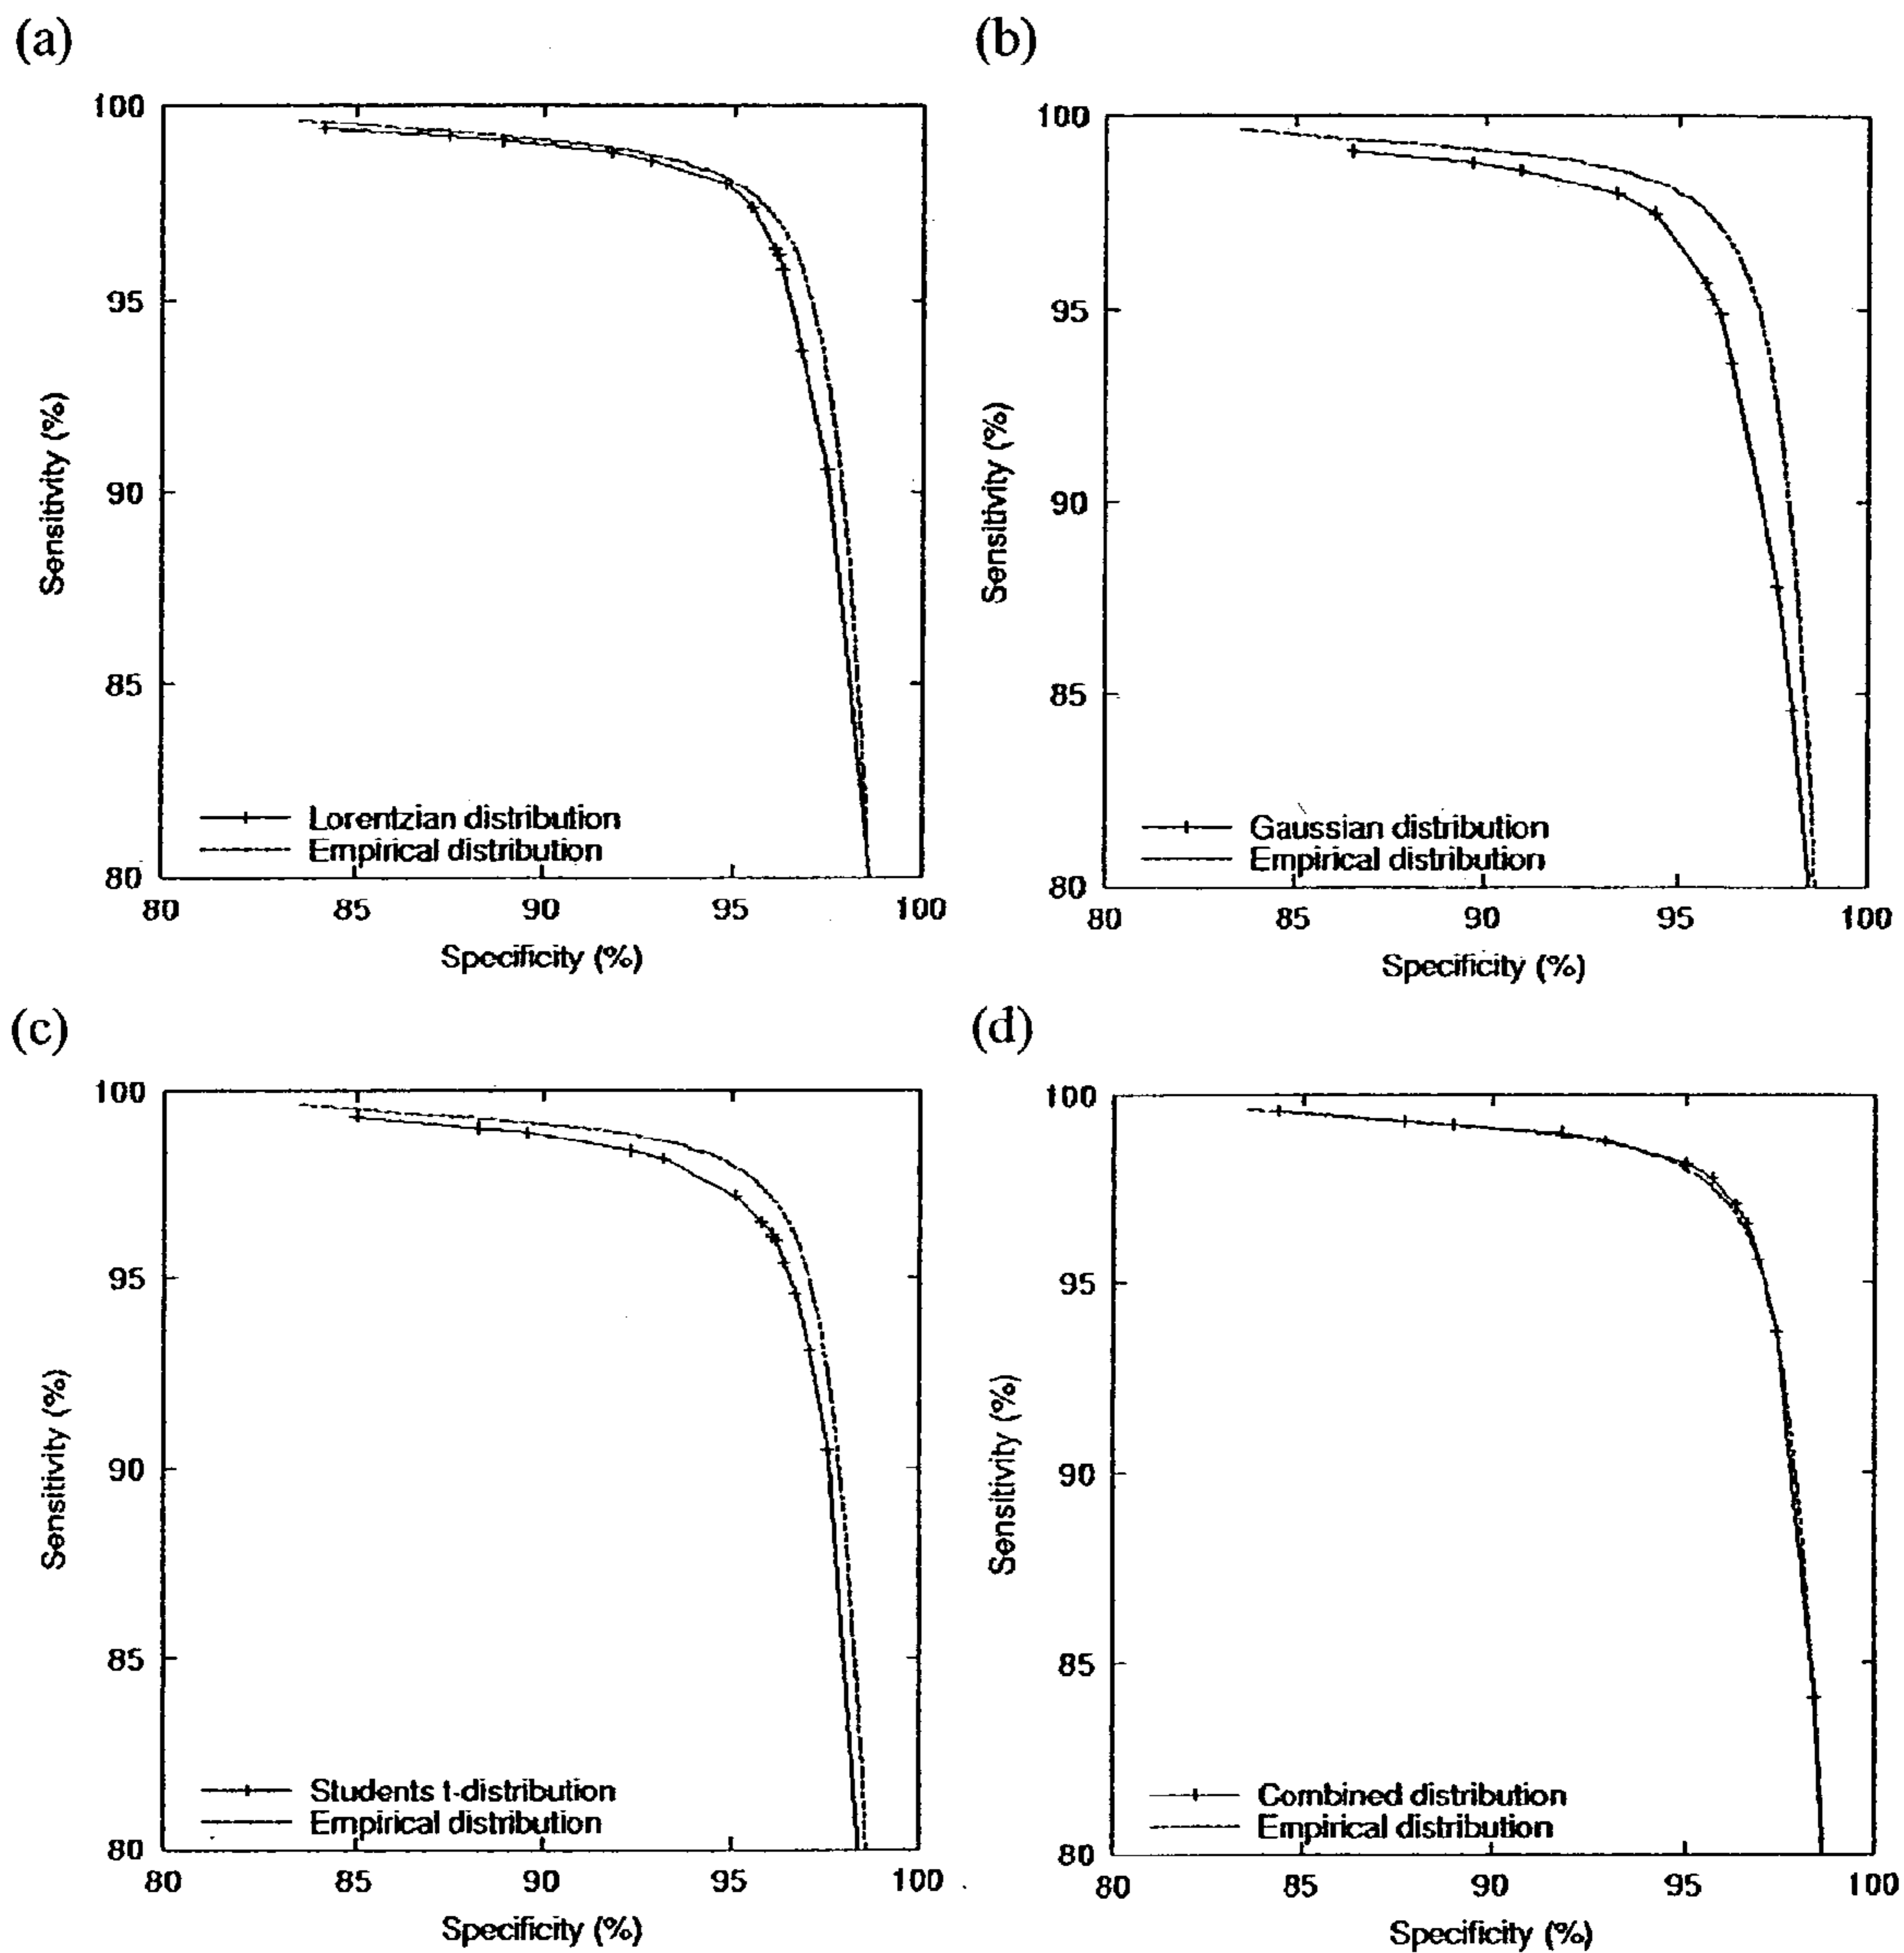 (a)
100
95
90
85
80
Sensitivity (%)
Lorentzian distribution
Empirical distribution
80 85 90 95 100
Specificity (%)
(b)
100
95
90
85
80
Sensitivity (%)
Gaussian distribution
Empirical distribution
80 85 90 95 100
Specificity (%)
(c)
100
95
90
85
80
Sensitivity (%)
Students t-distribution
Empirical distribution
80 85 90 95 100
Specificity (%)
(d)
100
95
90
85
80
Sensitivity (%)
Combined distribution
Empirical distribution
80 85 90 95 100
Specificity (%)